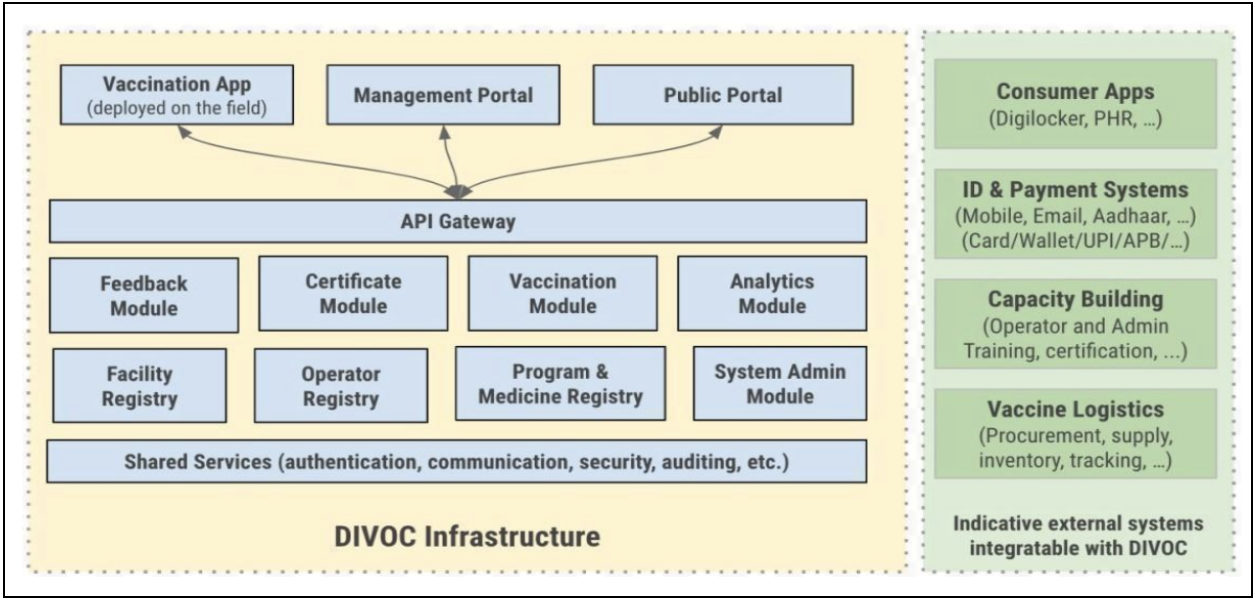 Vaccination App
(deployed on the field)
Management Portal
Public Portal
API Gateway
Feedback
Module
Certificate
Module
Vaccination
Module
Analytics
Module
Facility
Registry
Operator
Registry
Program &
Medicine Registry
System Admin
Module
Shared Services (authentication, communication, security, auditing, etc.)
DIVOC Infrastructure
Consumer Apps
(Digilocker, PHR, ...)
ID & Payment Systems
(Mobile, Email, Aadhaar, ...)
(Card/Wallet/UPI/APB/...)
Capacity Building
(Operator and Admin
Training, certification, ...)
Vaccine Logistics
(Procurement, supply,
inventory, tracking, ...)
Indicative external systems
integratable with DIVOC